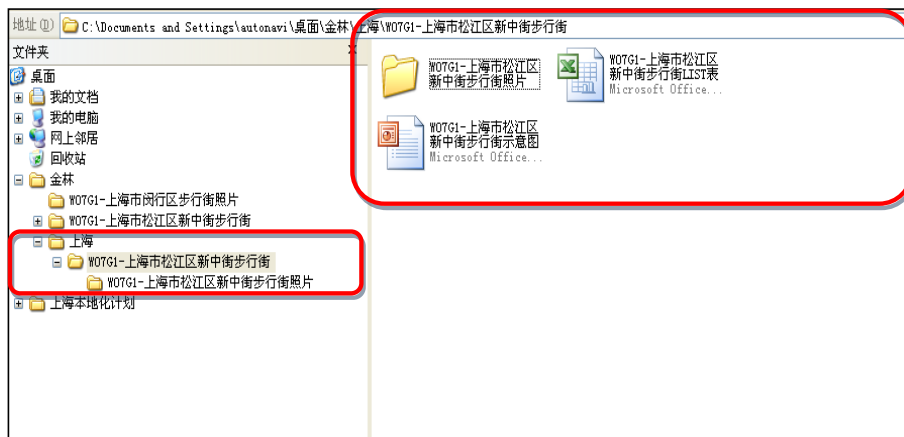 地址(D) C:\Documents and Settings\autonavi\桌面\金林\上海\W07G1-上海市松江区新中街步行街
文件夹 ×
桌面
我的文档
我的电脑
网上邻居
回收站
金林
W07G1-上海市闵行区步行街照片
W07G1-上海市松江区新中街步行街
上海
W07G1-上海市松江区新中街步行街
W07G1-上海市松江区新中街步行街照片
上海本地化计划
W07G1-上海市松江区
新中街步行街照片
W07G1-上海市松江区
新中街步行街LIST表
Microsoft Office...
W07G1-上海市松江区
新中街步行街示意图
Microsoft Office...